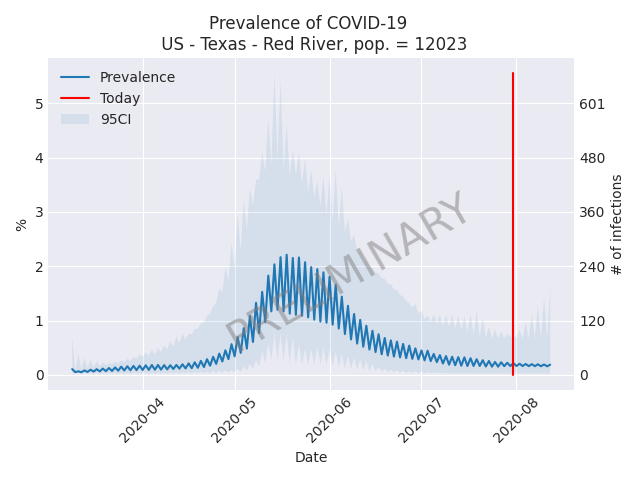 Prevalence of COVID-19
US - Texas - Red River, pop. = 12023
Prevalence
Today
95CI
PRELIMINARY
%
0
1
2
3
4
5
# of infections
0
120
240
360
480
601
2020-04
2020-05
2020-06
2020-07
2020-08
Date